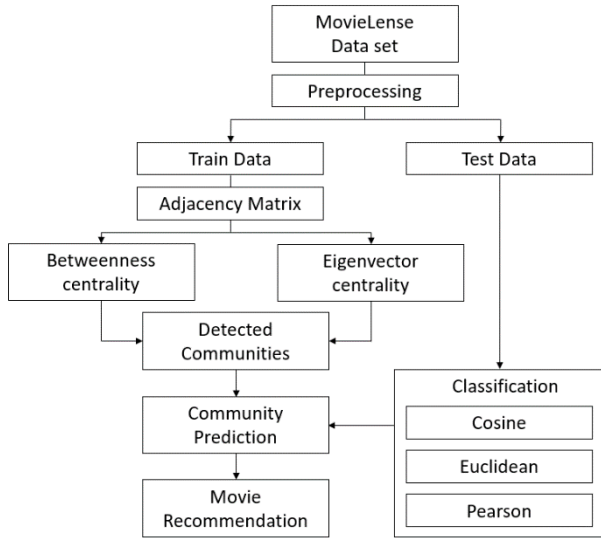 MovieLense
Data set
Preprocessing
Train Data
Test Data
Adjacency Matrix
Betweenness
centrality
Eigenvector
centrality
Detected
Communities
Classification
Community
Prediction
Cosine
Euclidean
Movie
Recommendation
Pearson